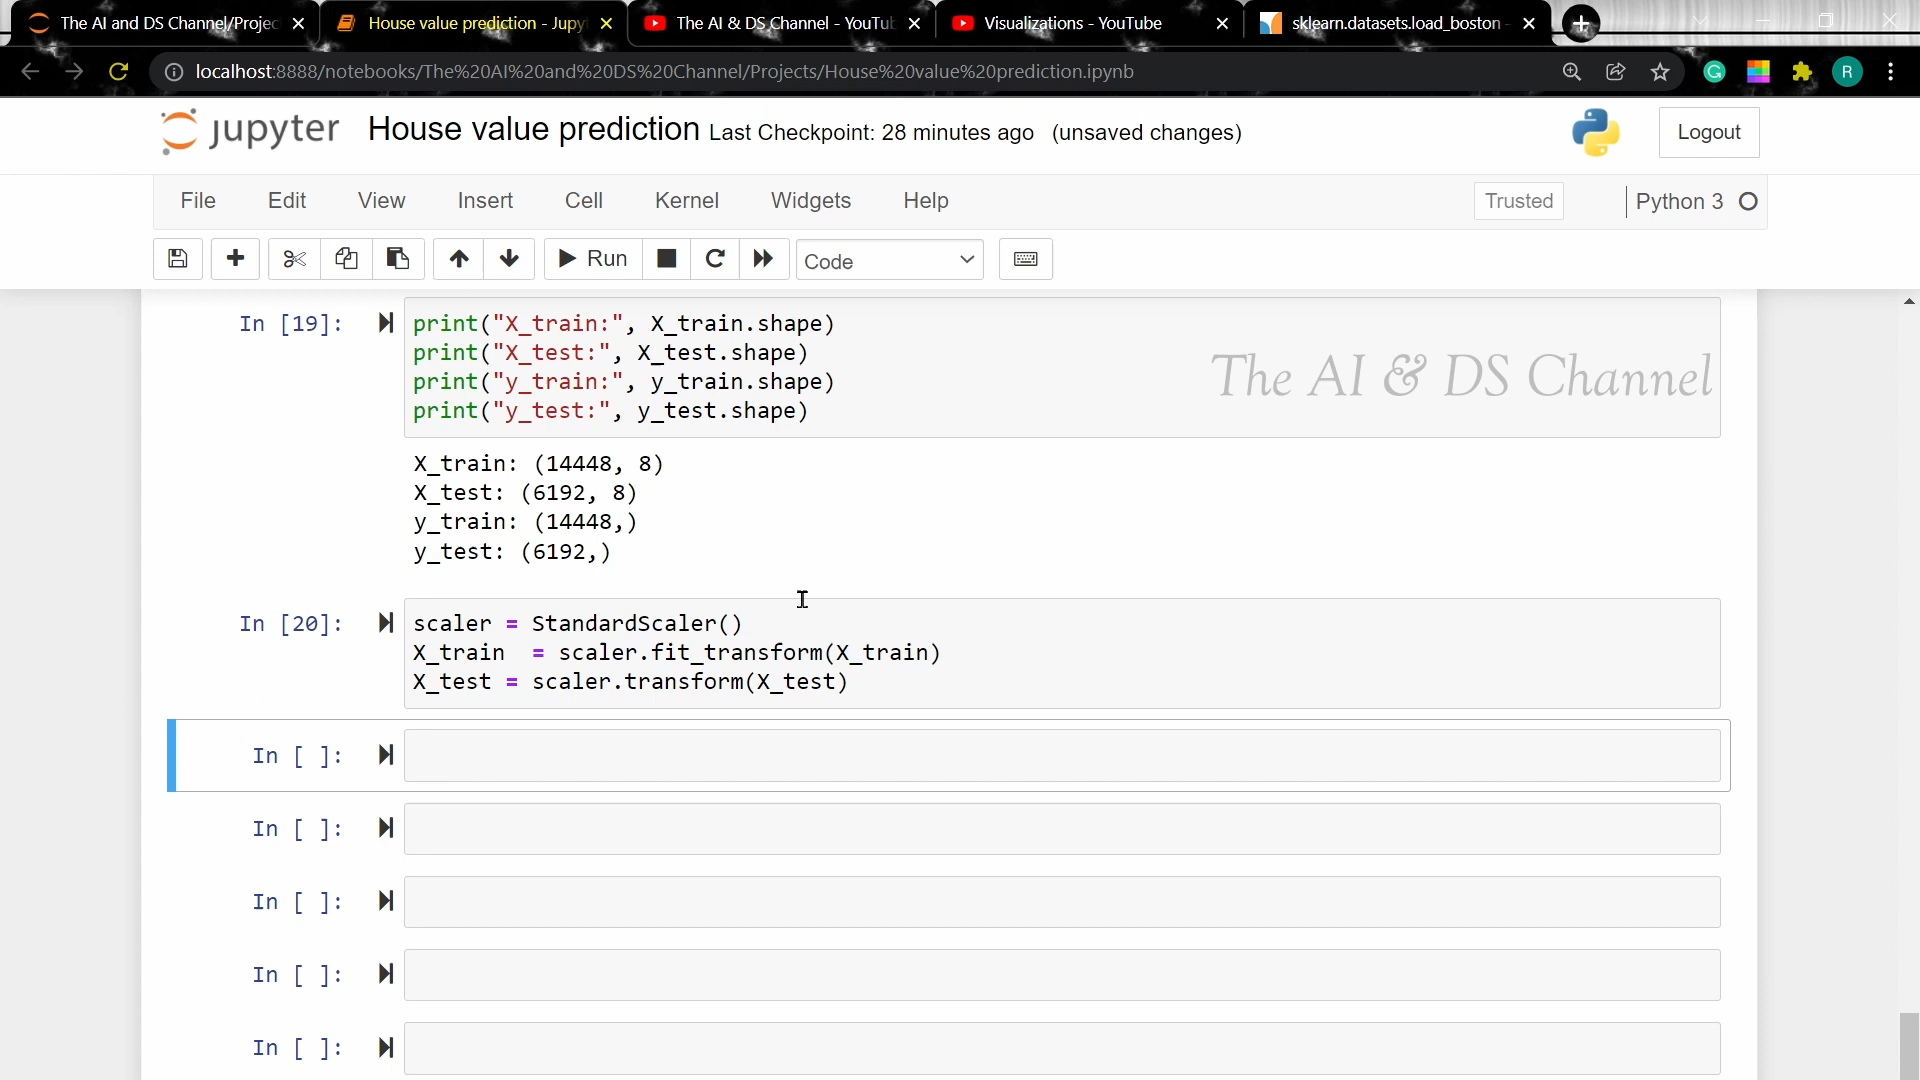 The AI and DS Channel/Projec
House value prediction - Jupy
The AI & DS Channel - YouTu
Visualizations - YouTube
sklearn.datasets.load_boston
localhost:8888/notebooks/The%20AI%20and%20DS%20Channel/Projects/House%20value%20prediction.ipynb
G
R
jupyter House value prediction Last Checkpoint: 28 minutes ago (unsaved changes)
Logout
File Edit View Insert Cell Kernel Widgets Help
Trusted
Python 3
Run
Code
In [19]:
print("X_train:", X_train.shape)
print("X_test:", X_test.shape)
print("y_train:", y_train.shape)
print("y_test:", y_test.shape)
The AI & DS Channel
X_train: (14448, 8)
X_test: (6192, 8)
y_train: (14448,)
y_test: (6192,)
In [20]:
scaler = StandardScaler()
X_train  = scaler.fit_transform(X_train)
X_test = scaler.transform(X_test)
In [ ]:
In [ ]:
In [ ]:
In [ ]:
In [ ]: